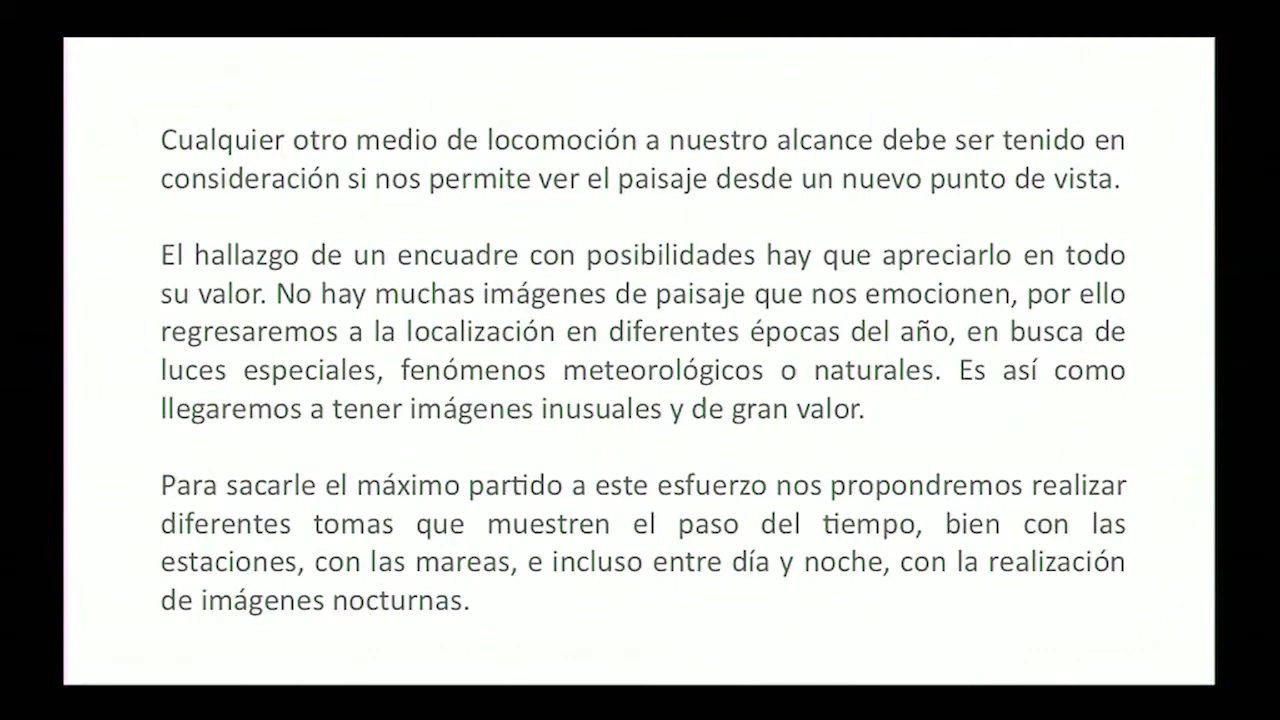 Cualquier otro medio de locomoción a nuestro alcance debe ser tenido en
consideración si nos permite ver el paisaje desde un nuevo punto de vista.
El hallazgo de un encuadre con posibilidades hay que apreciarlo en todo
su valor. No hay muchas imágenes de paisaje que nos emocionen, por ello
regresaremos a la localización en diferentes épocas del año, en busca de
luces especiales, fenómenos meteorológicos o naturales. Es así como
llegaremos a tener imágenes inusuales y de gran valor.
Para sacarle el máximo partido a este esfuerzo nos propondremos realizar
diferentes tomas que muestren el paso del tiempo, bien con las
estaciones, con las mareas, e incluso entre día y noche, con la realización
de imágenes nocturnas.